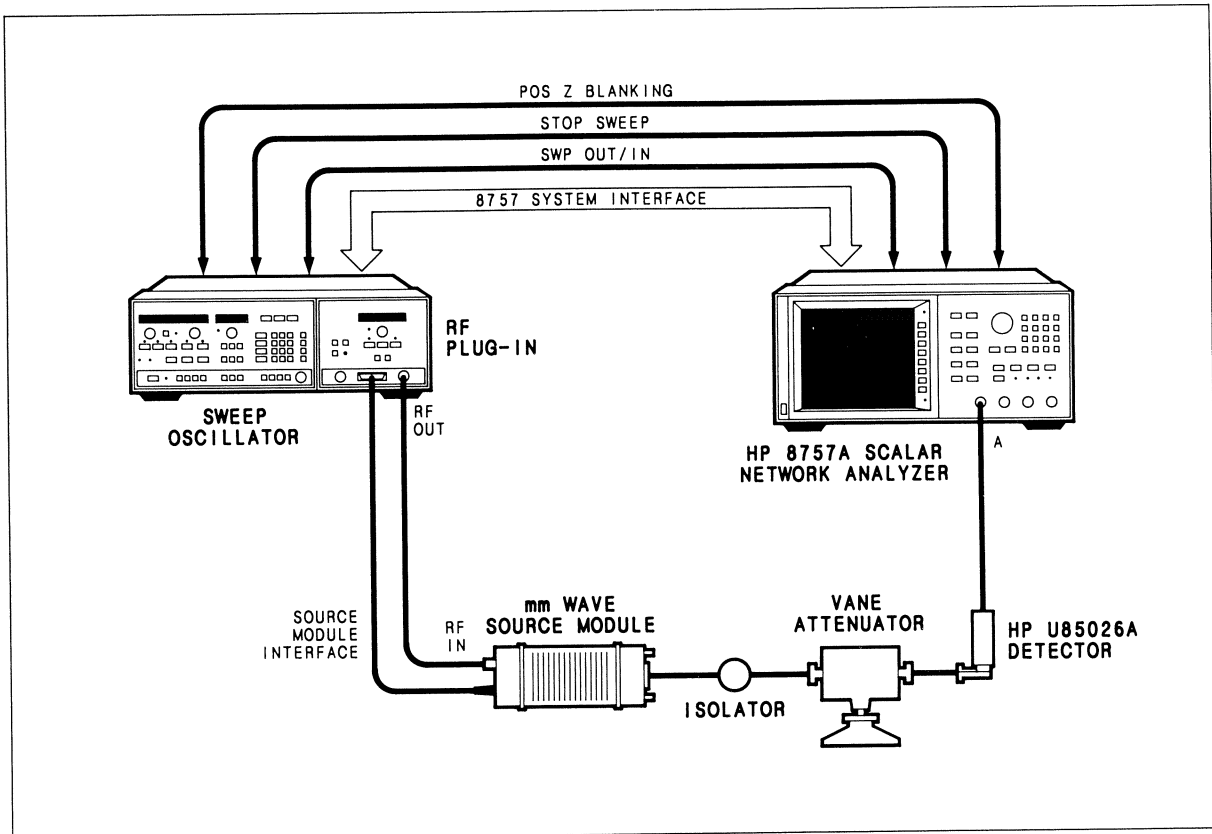 POS Z BLANKING
STOP SWEEP
SWP OUT/IN
8757 SYSTEM INTERFACE
RF
PLUG-IN
SWEEP
OSCILLATOR
RF
OUT
HP 8757A SCALAR
NETWORK ANALYZER
A
SOURCE
MODULE
INTERFACE
RF
IN
mm WAVE
SOURCE MODULE
ISOLATOR
VANE
ATTENUATOR
HP U85026A
DETECTOR